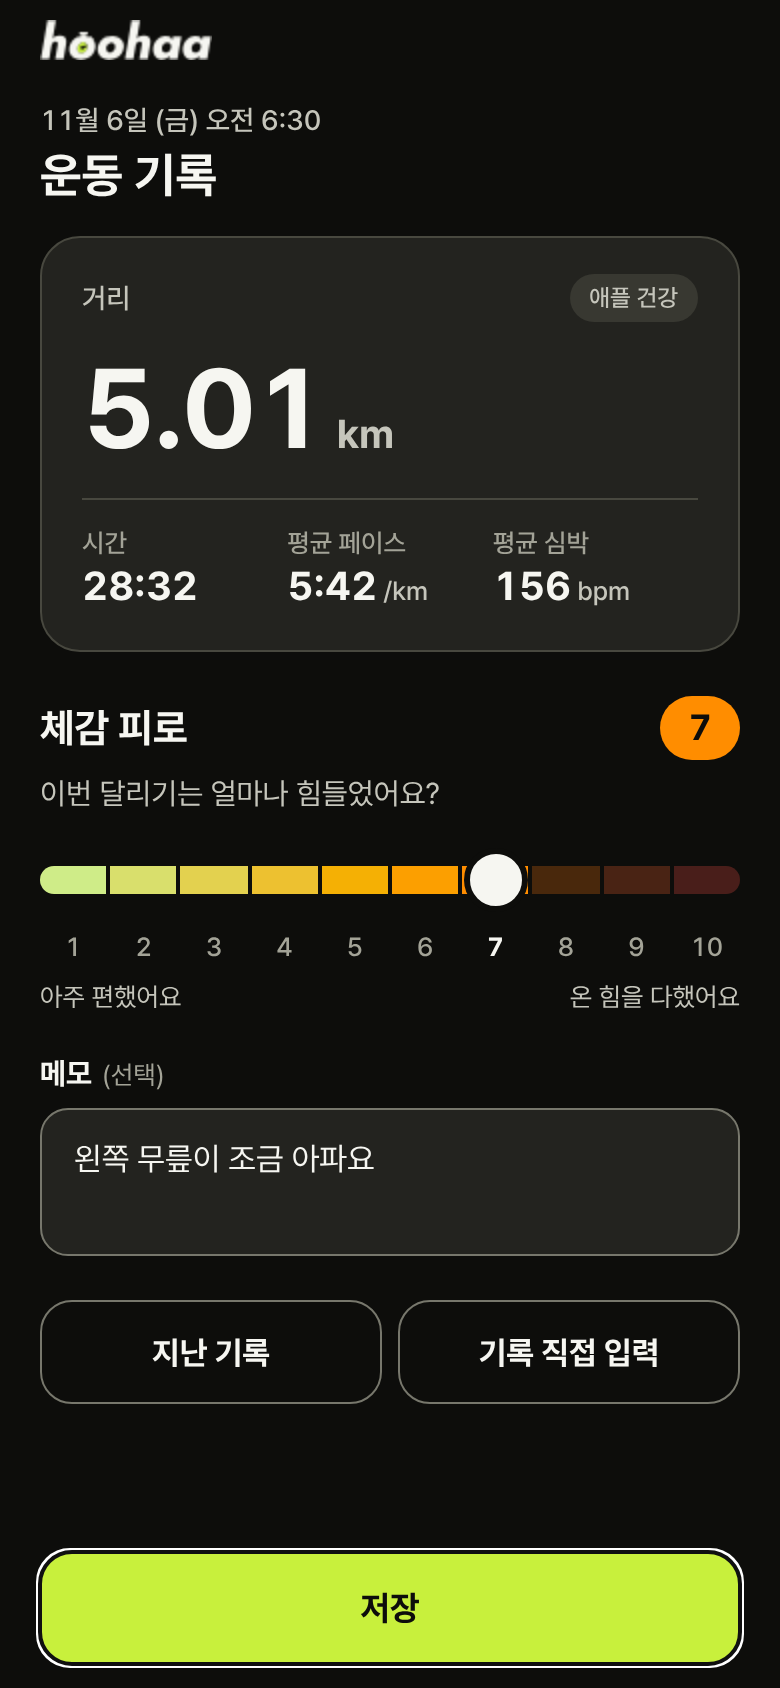 hoohaa
11월 6일 (금) 오전 6:30
운동 기록
거리
애플 건강
5.01 km
시간 평균 페이스 평균 심박
28:32 5:42 /km 156 bpm
체감 피로 7
이번 달리기는 얼마나 힘들었어요?
1 2 3 4 5 6 7 8 9 10
아주 편했어요 온 힘을 다했어요
메모 (선택)
왼쪽 무릎이 조금 아파요
지난 기록 기록 직접 입력
저장